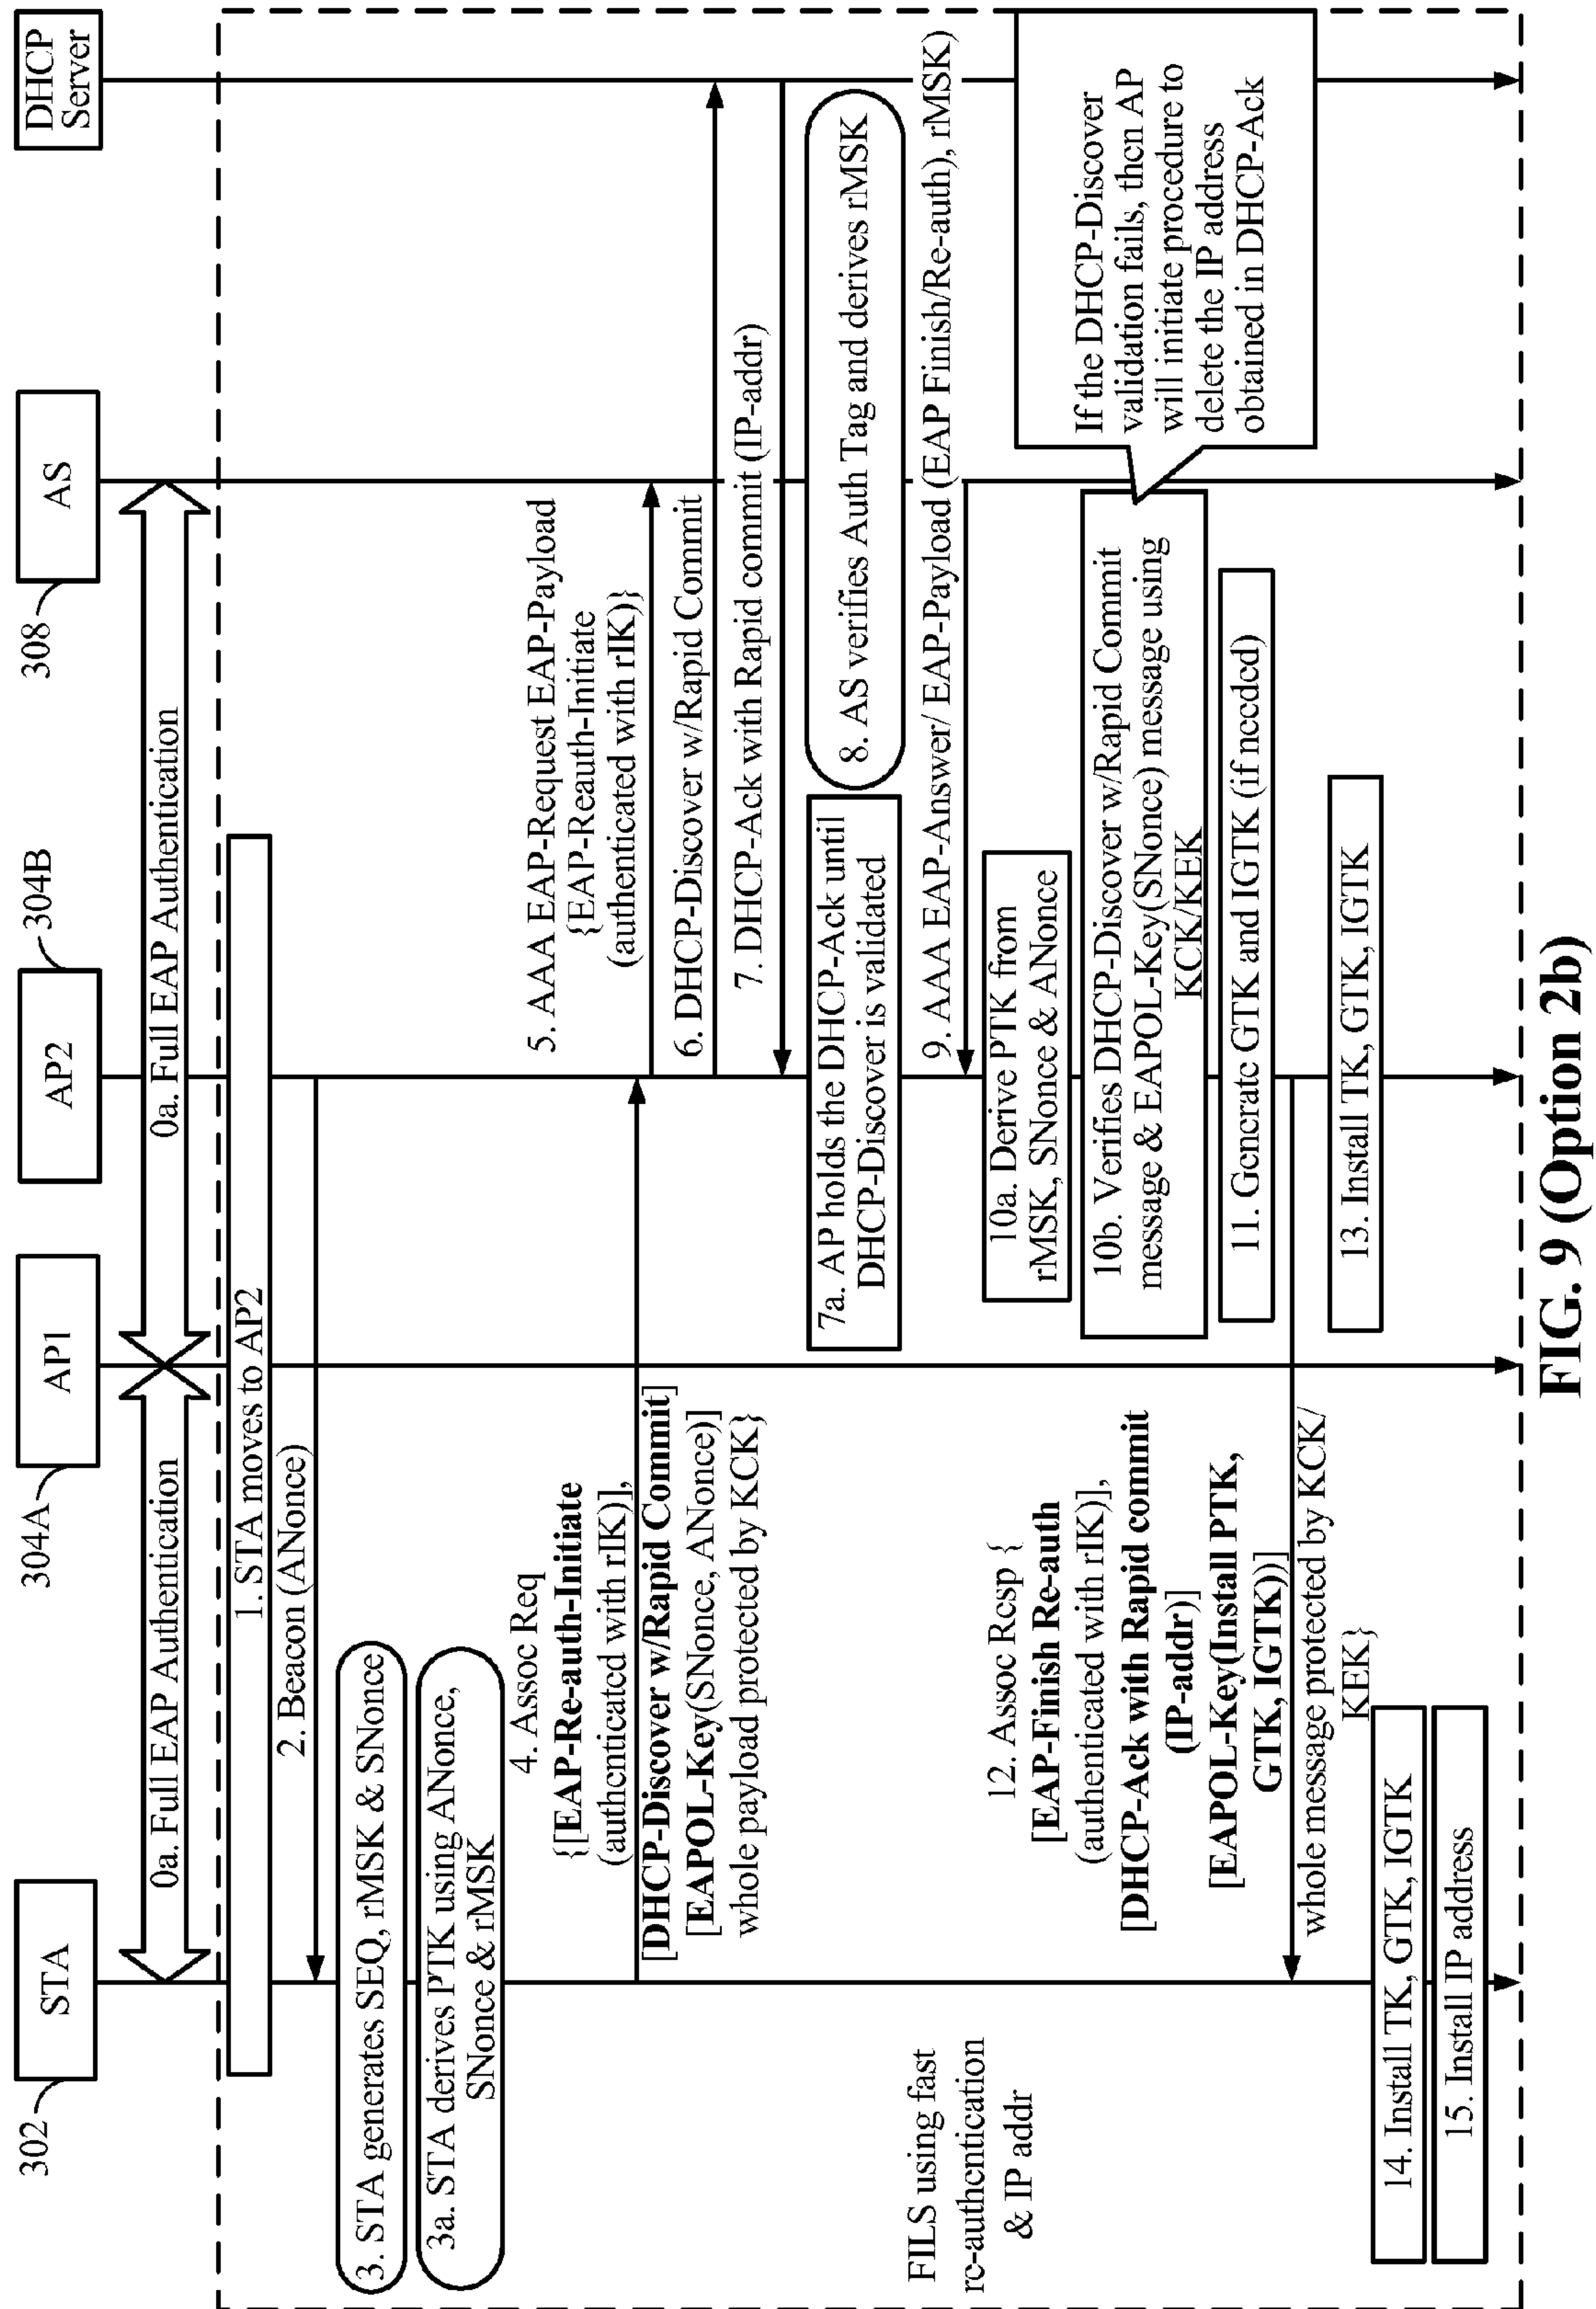 302
STA
304A
AP1
AP2
304B
308
AS
DHCP
Server
0a. Full EAP Authentication
0a. Full EAP Authentication
1. STA moves to AP2
2. Beacon (ANonce)
3. STA generates SEQ, rMSK & SNonce
3a. STA derives PTK using ANonce,
SNonce & rMSK
4. Assoc Req
{[EAP-Re-auth-Initiate
(authenticated with rIK)],
[DHCP-Discover w/Rapid Commit]
[EAPOL-Key(SNonce, ANonce)]
whole payload protected by KCK}
5. AAA EAP-Request EAP-Payload
{EAP-Reauth-Initiate
(authenticated with rIK)}
6. DHCP-Discover w/Rapid Commit
7. DHCP-Ack with Rapid commit (IP-addr)
7a. AP holds the DHCP-Ack until
DHCP-Discover is validated
8. AS verifies Auth Tag and derives rMSK
9. AAA EAP-Answer/ EAP-Payload (EAP Finish/Re-auth), rMSK)
FILS using fast
re-authentication
& IP addr
10a. Derive PTK from
rMSK, SNonce & ANonce
10b. Verifies DHCP-Discover w/Rapid Commit
message & EAPOL-Key(SNonce) message using
KCK/KEK
If the DHCP-Discover
validation fails, then AP
will initiate procedure to
delete the IP address
obtained in DHCP-Ack
11. Generate GTK and IGTK (if needed)
12. Assoc Resp {
[EAP-Finish Re-auth
(authenticated with rIK)],
[DHCP-Ack with Rapid commit
(IP-addr)]
[EAPOL-Key(Install PTK,
GTK, IGTK))]
whole message protected by KCK/
KEK}
13. Install TK, GTK, IGTK
14. Install TK, GTK, IGTK
15. Install IP address
FIG. 9 (Option 2b)